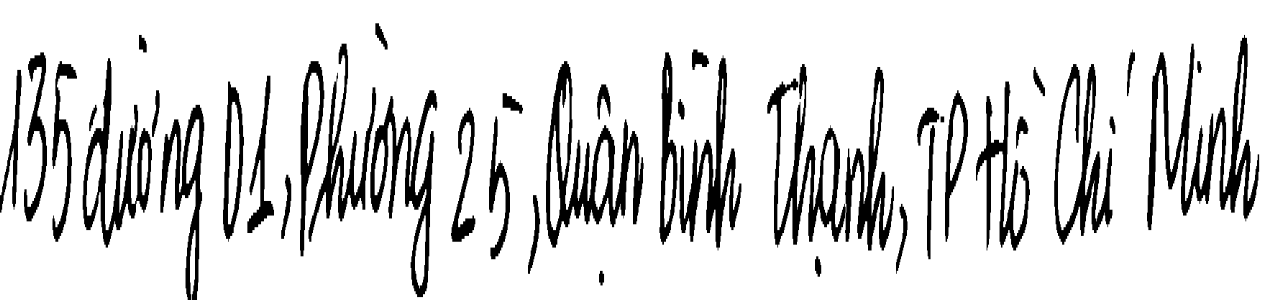 135 đường D1, Phường 25, Quận Bình Thạnh, TP Hồ Chí Minh